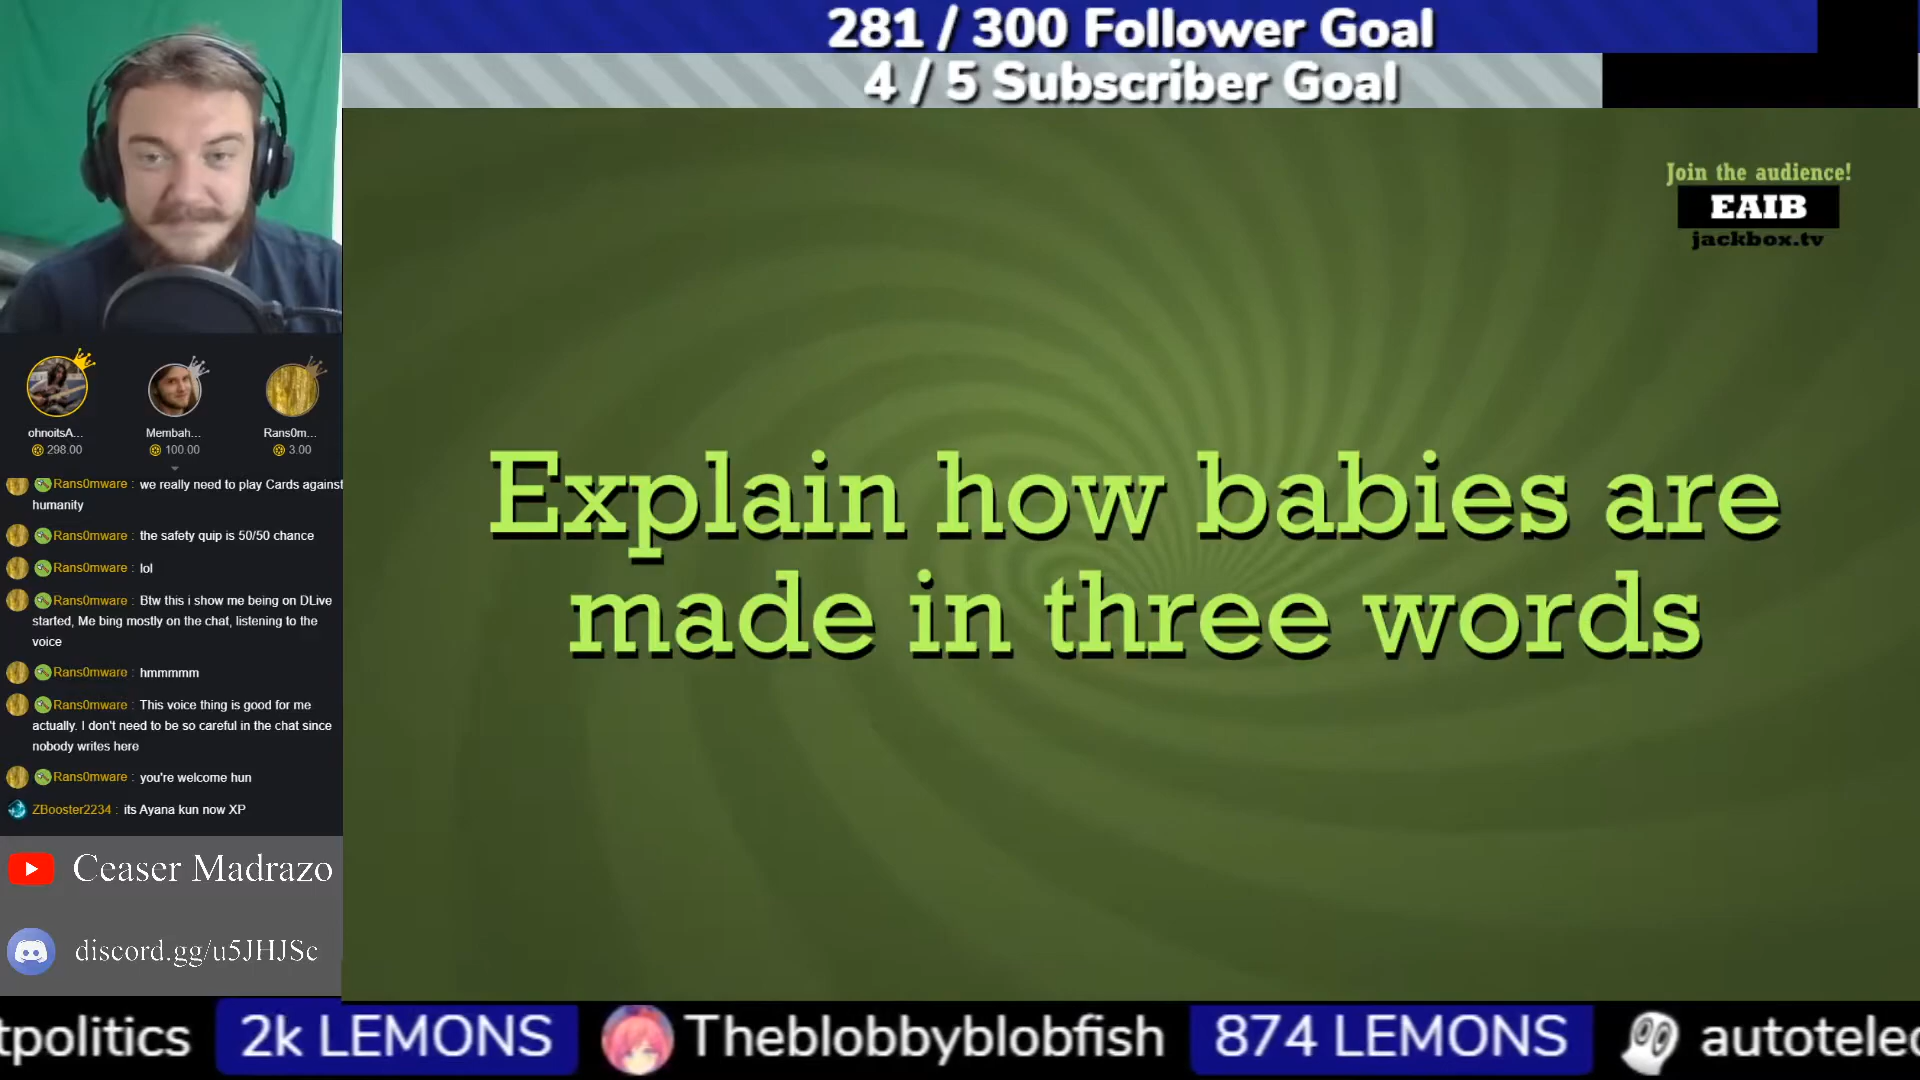 281 / 300 Follower Goal
4 / 5 Subscriber Goal
Join the audience!
EAIB
jackbox.tv
Explain how babies are
made in three words
ohnoitsA...
Membah...
Rans0m...
298.00
100.00
3.00
Rans0mware : we really need to play Cards against
humanity
Rans0mware : the safety quip is 50/50 chance
Rans0mware : lol
Rans0mware : Btw this i show me being on DLive
started, Me bing mostly on the chat, listening to the
voice
Rans0mware : hmmmmm
Rans0mware : This voice thing is good for me
actually. I don't need to be so careful in the chat since
nobody writes here
Rans0mware : you're welcome hun
ZBooster2234 : its Ayana kun now XP
Ceaser Madrazo
discord.gg/u5JHJSc
tpolitics 2k LEMONS Theblobbyblobfish 874 LEMONS autotelec